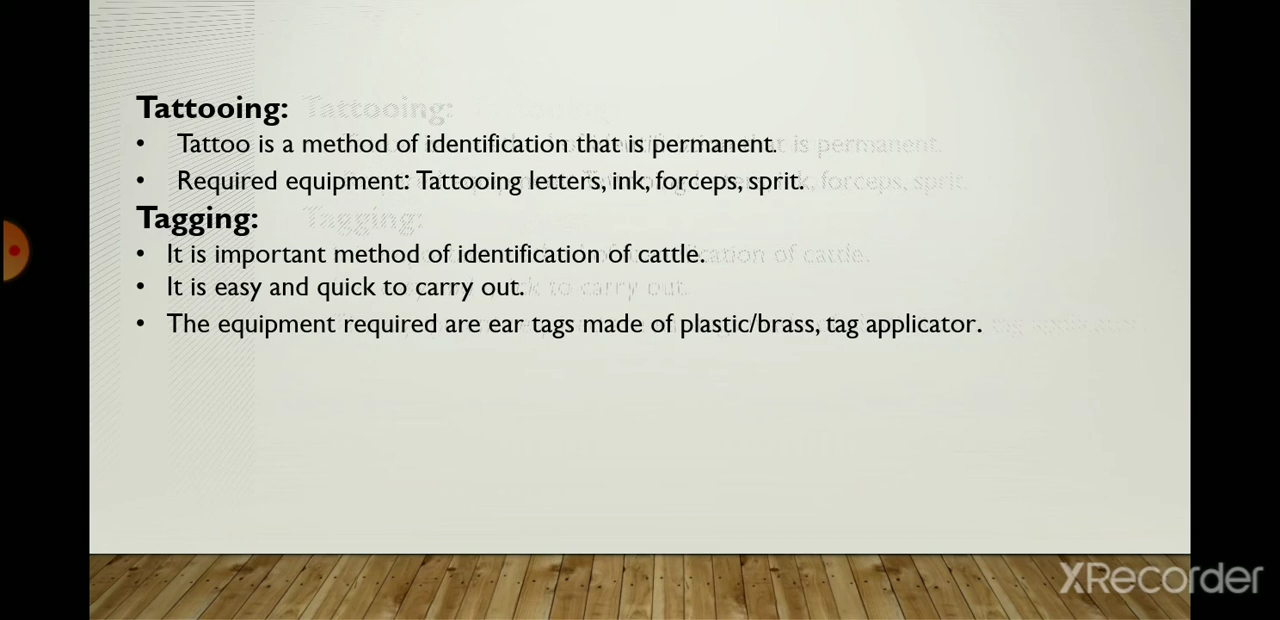 Tattooing:
• Tattoo is a method of identification that is permanent.
• Required equipment: Tattooing letters, ink, forceps, sprit.
Tagging:
• It is important method of identification of cattle.
• It is easy and quick to carry out.
• The equipment required are ear tags made of plastic/brass, tag applicator.
XRecorder